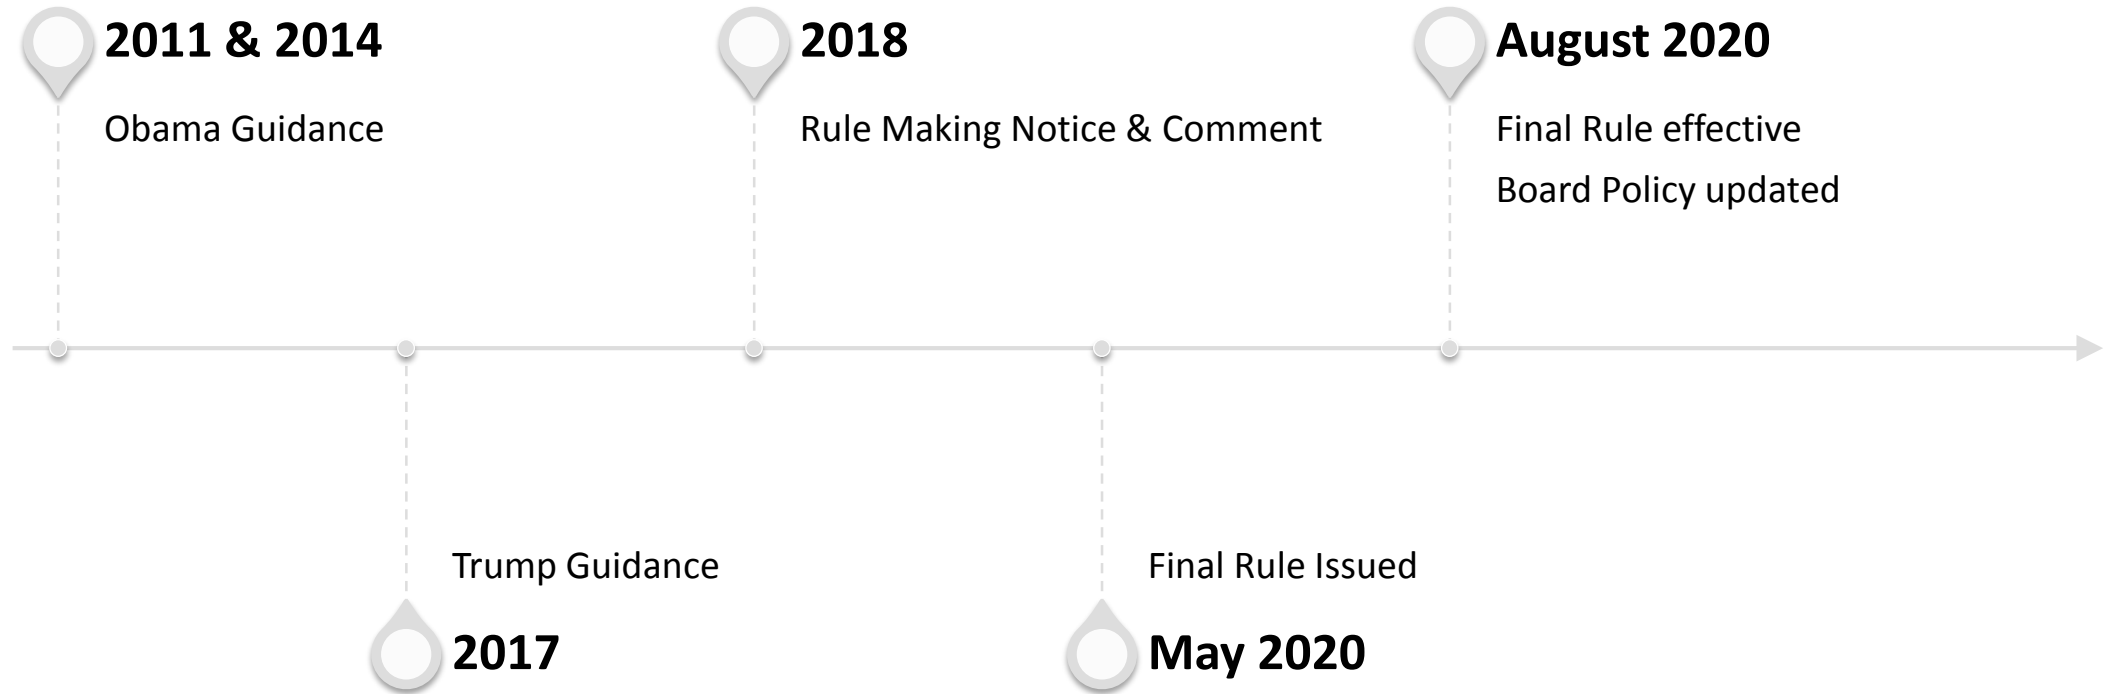 2011 & 2014
Obama Guidance
Trump Guidance
2017
2018
Rule Making Notice & Comment
Final Rule Issued
May 2020
August 2020
Final Rule effective
Board Policy updated